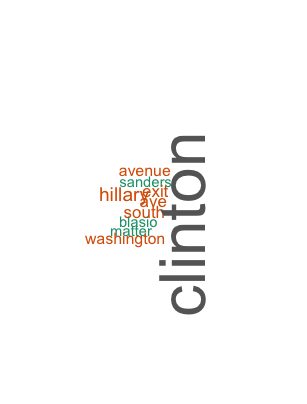 avenue
sanders
hillary exit
ave
south
blasio
matter
washington
clinton